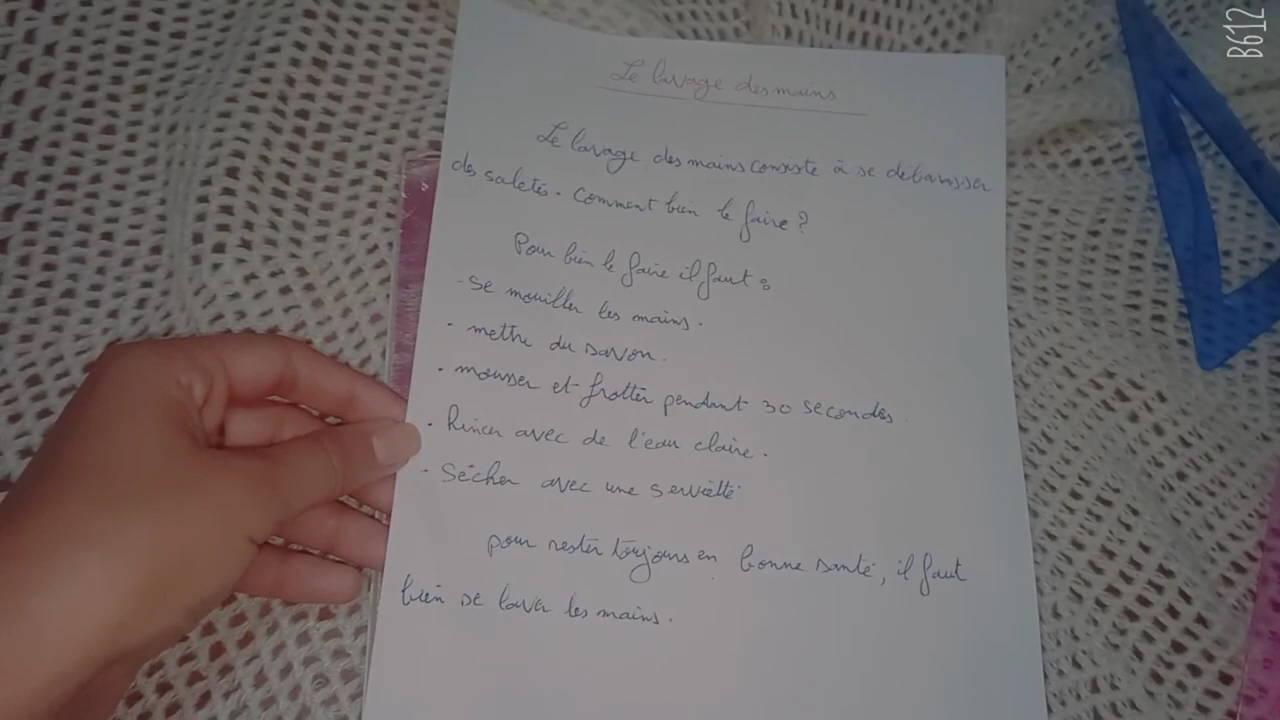 Le lavage des mains
Le lavage des mains consiste à se débarasser
des saletés. Comment bien le faire ?
Pour bien le faire il faut :
- Se mouiller les mains.
- mettre du savon.
- mousser et frotter pendant 30 secondes
- Rincer avec de l'eau claire.
- Sécher avec une serviette
pour rester toujours en bonne santé, il faut
bien se laver les mains.
B612